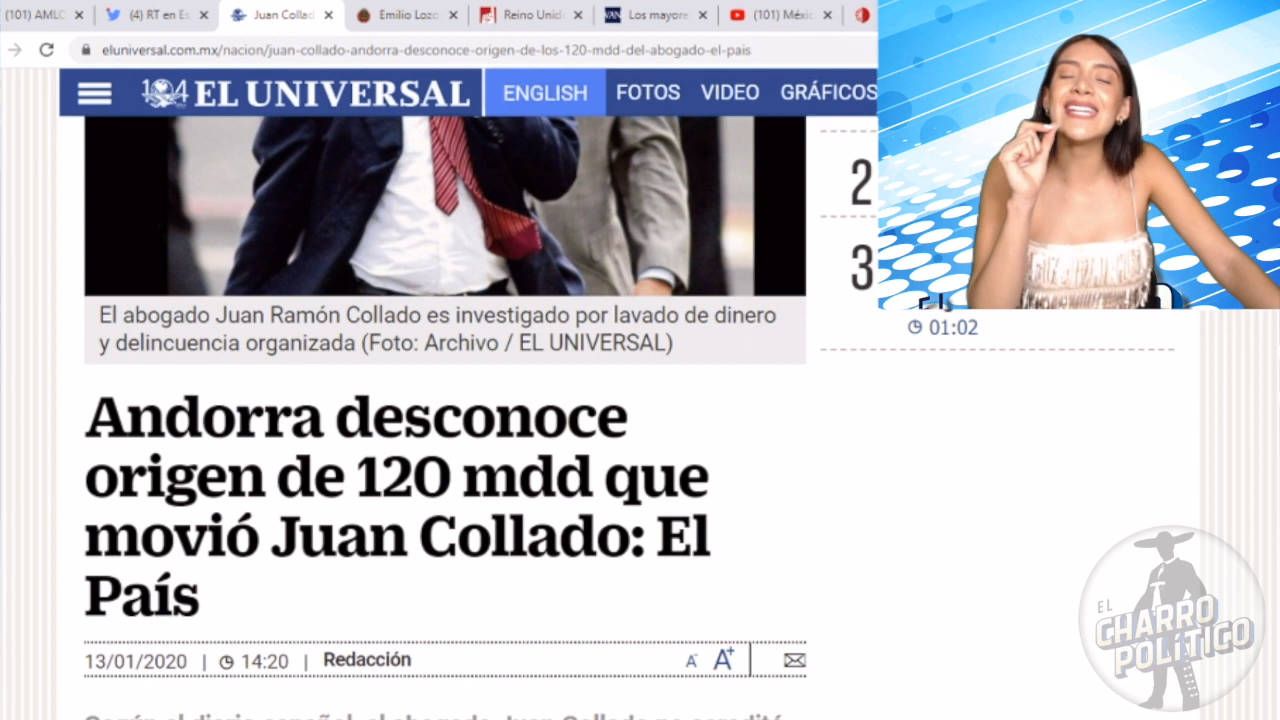 (101) AMLC
(4) RT en Es
Juan Collad
Emilio Lozo
Reino Unid
Los mayore
(101) Méxi
eluniversal.com.mx/nacion/juan-collado-andorra-desconoce-origen-de-los-120-mdd-del-abogado-el-pais
104 EL UNIVERSAL
ENGLISH
FOTOS
VIDEO
GRÁFICOS
2
3
01:02
El abogado Juan Ramón Collado es investigado por lavado de dinero
y delincuencia organizada (Foto: Archivo / EL UNIVERSAL)
Andorra desconoce
origen de 120 mdd que
movió Juan Collado: El
País
13/01/2020 | 14:20 | Redacción
A- A+
EL
CHARRO
POLÍTICO